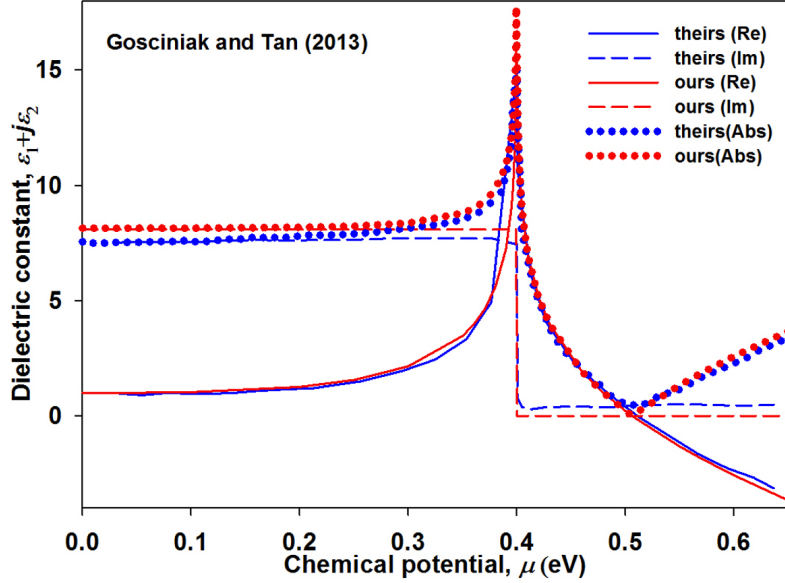 Gosciniak and Tan (2013)
theirs (Re)
theirs (Im)
ours (Re)
ours (Im)
theirs(Abs)
ours(Abs)
Dielectric constant, ε₁+jε₂
15
10
5
0
0.0 0.1 0.2 0.3 0.4 0.5 0.6
Chemical potential, μ (eV)